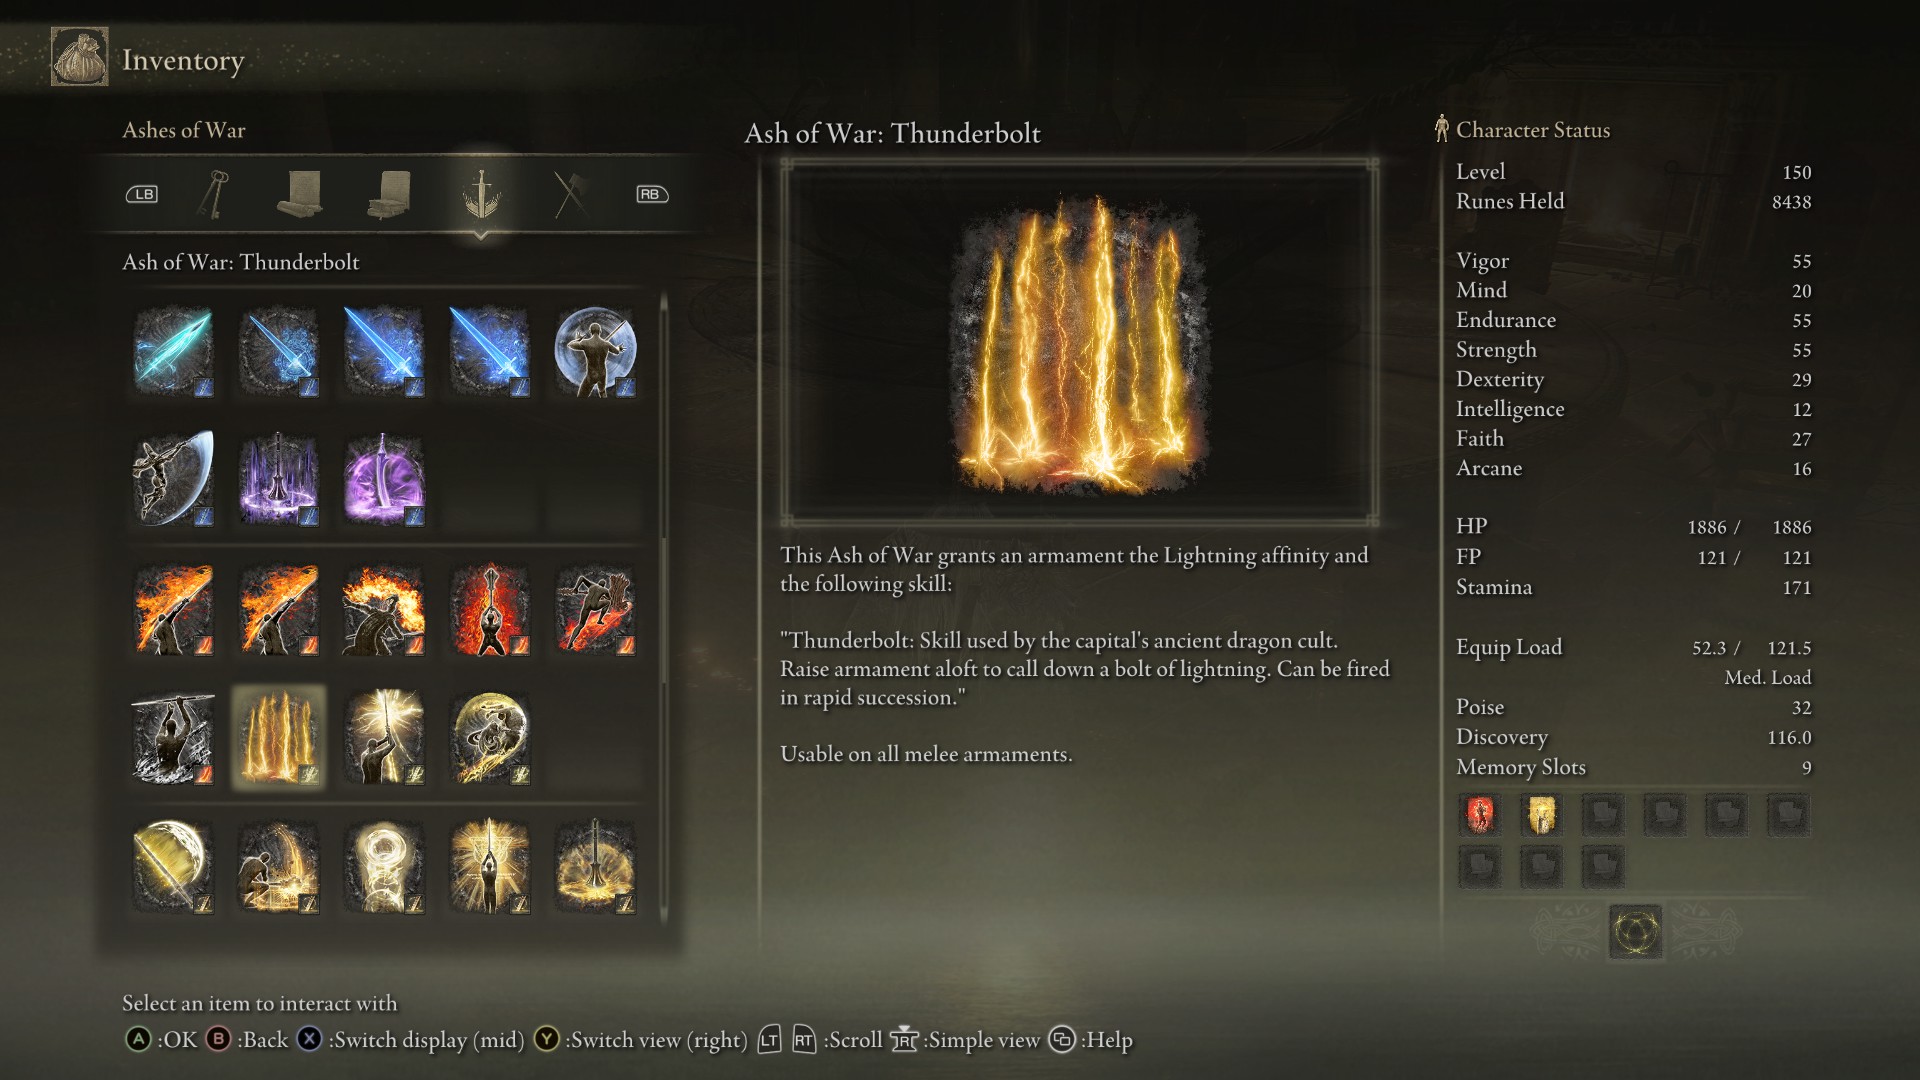 Inventory
Ashes of War
LB
RB
Ash of War: Thunderbolt
Ash of War: Thunderbolt
This Ash of War grants an armament the Lightning affinity and
the following skill:
"Thunderbolt: Skill used by the capital's ancient dragon cult.
Raise armament aloft to call down a bolt of lightning. Can be fired
in rapid succession."
Usable on all melee armaments.
Character Status
Level 150
Runes Held 8438
Vigor 55
Mind 20
Endurance 55
Strength 55
Dexterity 29
Intelligence 12
Faith 27
Arcane 16
HP 1886 / 1886
FP 121 / 121
Stamina 171
Equip Load 52.3 / 121.5
Med. Load
Poise 32
Discovery 116.0
Memory Slots 9
Select an item to interact with
A :OK B :Back X :Switch display (mid) Y :Switch view (right) LT RT :Scroll R :Simple view :Help